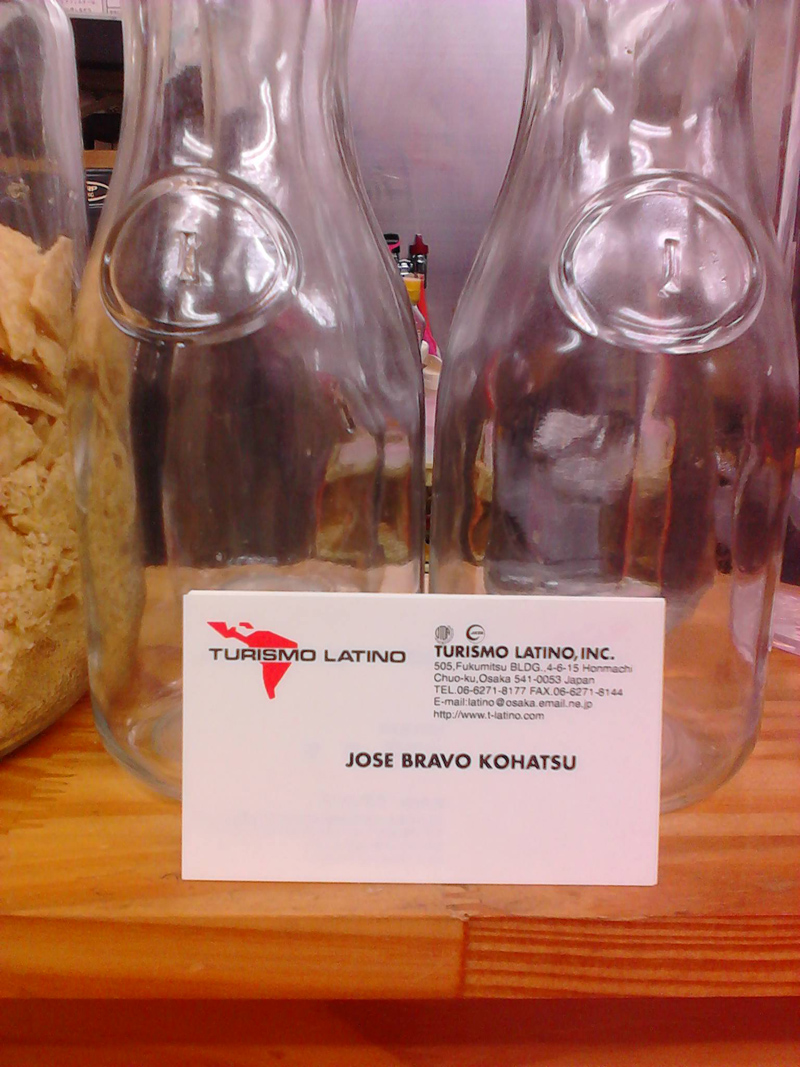 TURISMO LATINO
TURISMO LATINO, INC.
505,Fukumitsu BLDG.,4-6-15 Honmachi
Chuo-ku,Osaka 541-0053 Japan
TEL.06-6271-8177 FAX.06-6271-8144
E-mail:latino@osaka.email.ne.jp
http://www.t-latino.com
JOSE BRAVO KOHATSU